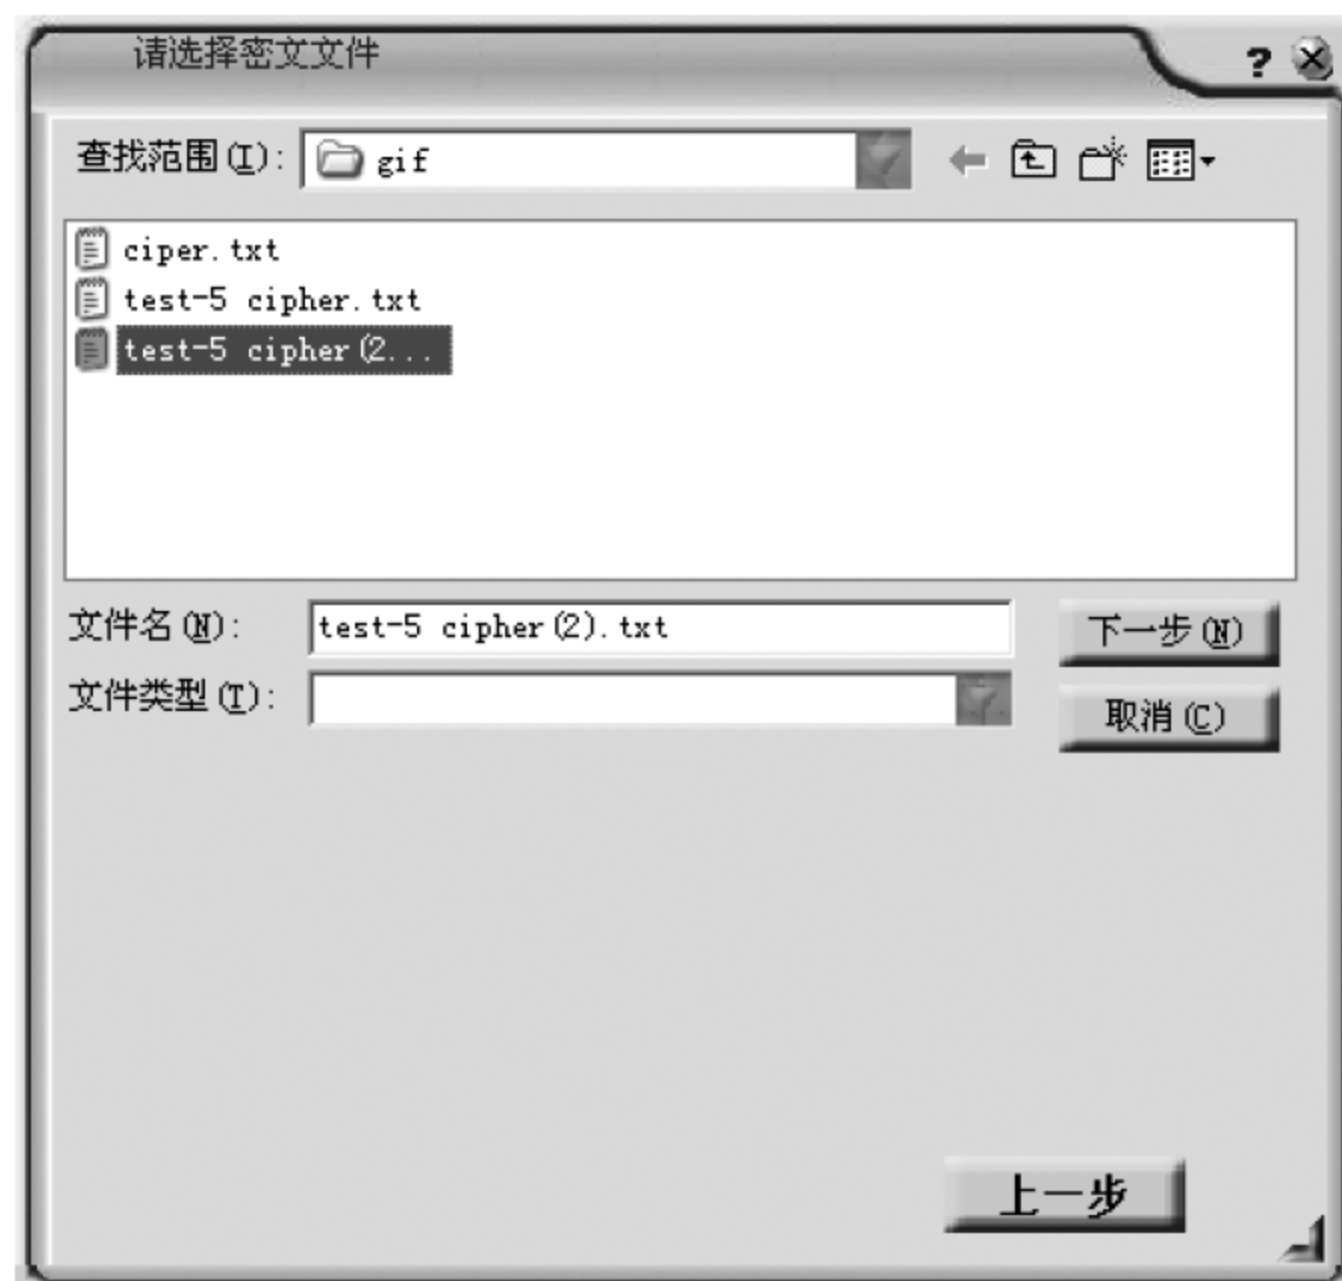 请选择密文文件
?
查找范围(I): gif
ciper.txt
test-5 cipher.txt
test-5 cipher(2...
文件名(N): test-5 cipher(2).txt 下一步(N)
文件类型(T): 取消(C)
上一步